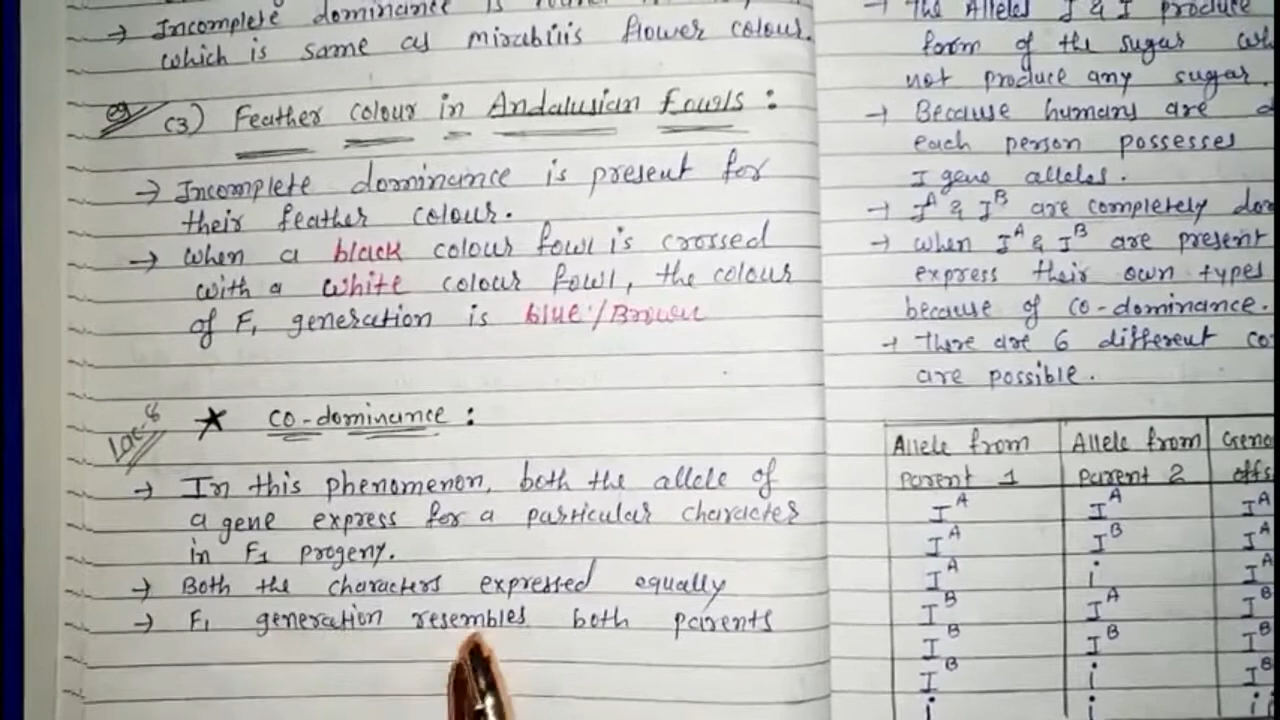 → Incomplete dominance is
which is same as mirabilis flower colour.
eg (3) Feather colour in Andalusian Fowls :
→ Incomplete dominance is present for
their feather colour.
→ When a black colour fowl is crossed
with a white colour fowl, the colour
of F1 generation is blue/Brown
Lac-8 ★ Co-dominance :
→ In this phenomenon, both the allele of
a gene express for a particular character
in F1 progeny.
→ Both the characters expressed equally
→ F1 generation resembles both parents
→ The Alleles I & I produce
form of the sugar
not produce any sugar.
→ Because humans are
each person possesses
I gene alleles.
→ I^A & I^B are completely
→ when I^A & I^B are present
express their own types
because of co-dominance.
→ There are 6 different
are possible.
Allele from Allele from
Parent 1 Parent 2
I^A I^A I^A
I^A I^B I^A
I^A i I^A
I^B I^A I^B
I^B I^B I^B
I^B i I^B
i i i